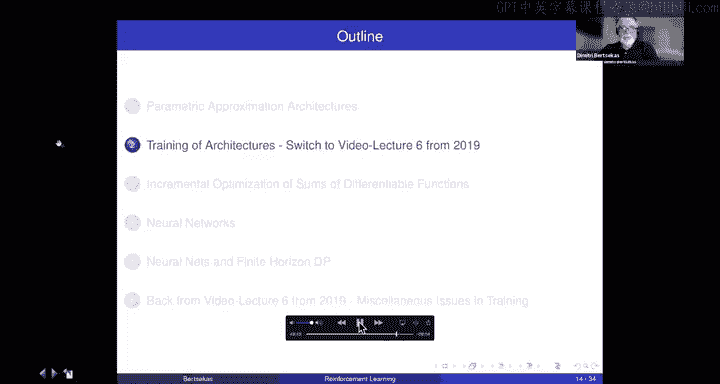 Outline
Dimitri Bertsekas
Parametric Approximation Architectures
2
Training of Architectures - Switch to Video-Lecture 6 from 2019
Incremental Optimization of Sums of Differentiable Functions
Neural Networks
Neural Nets and Finite Horizon DP
Back from Video-Lecture 6 from 2019 - Miscellaneous Issues in Training
Bertsekas
Reinforcement Learning
14 / 34